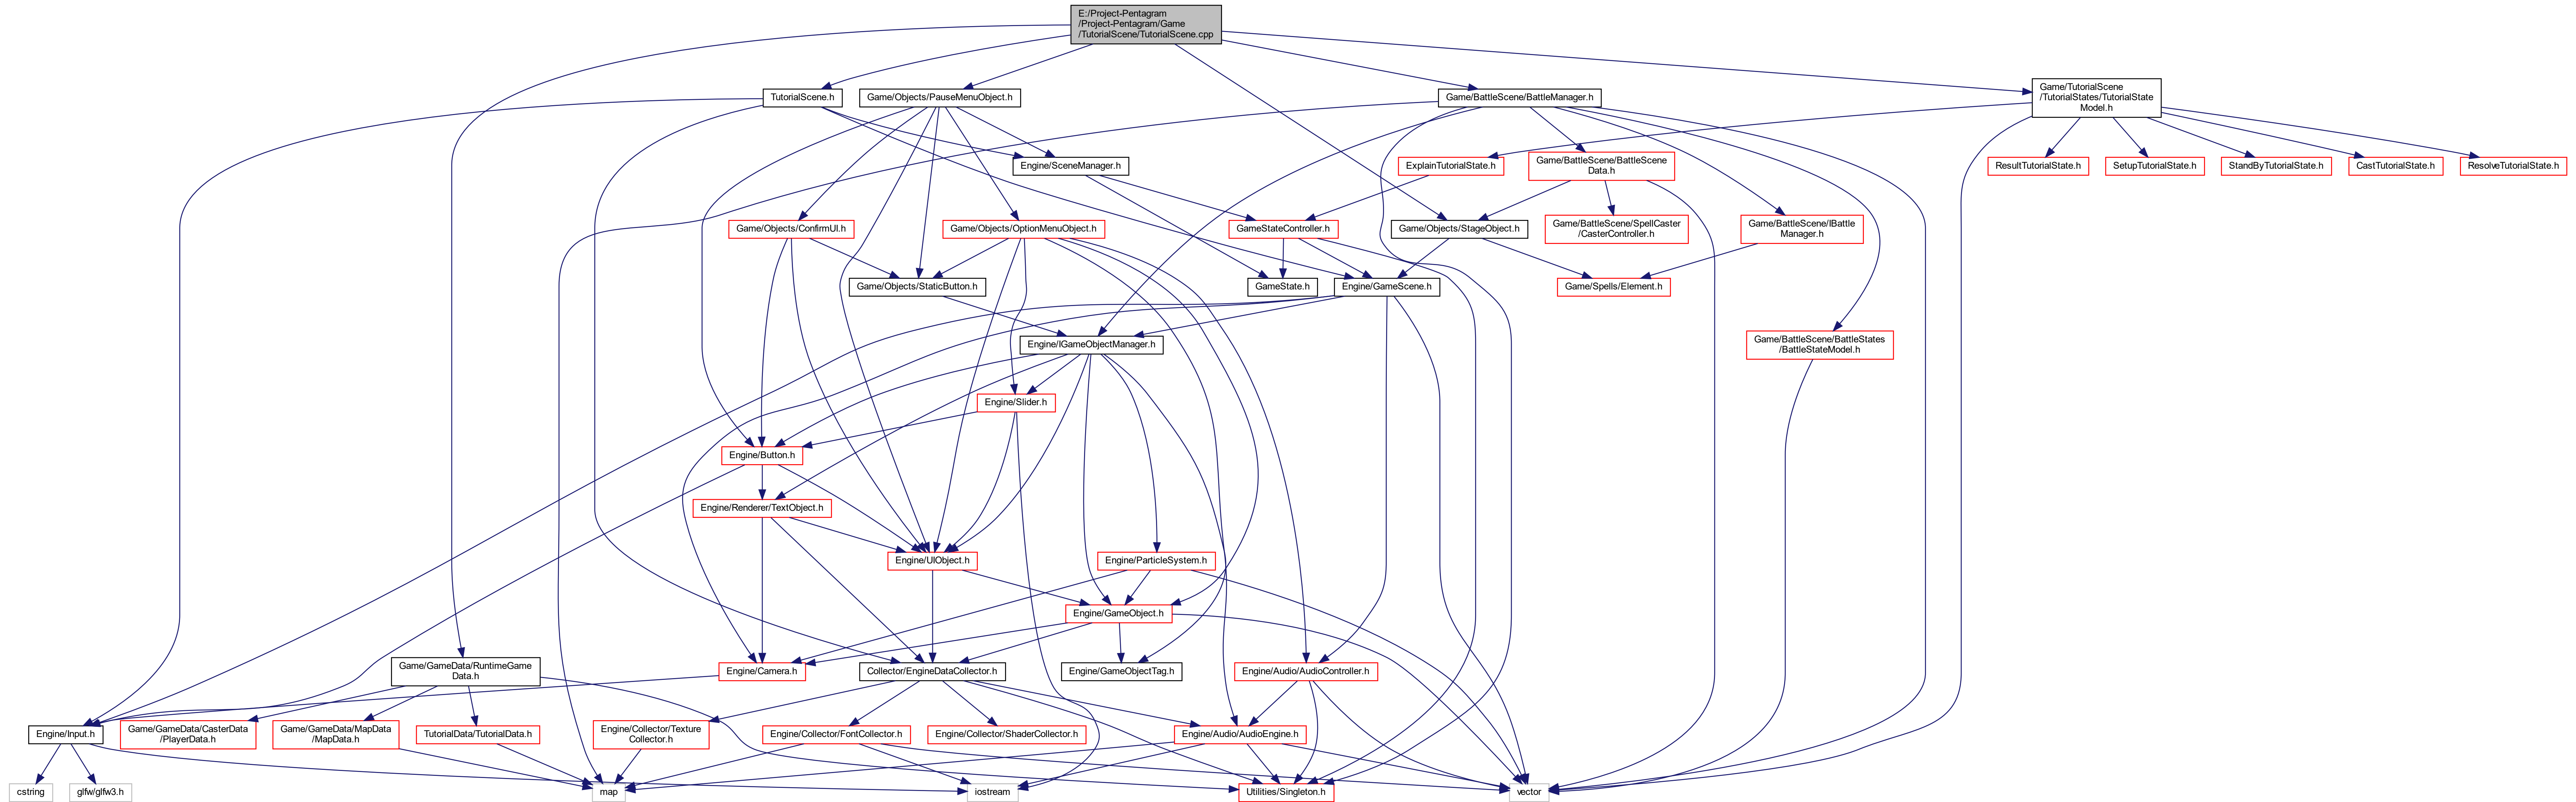 E:/Project-Pentagram
/Project-Pentagram/Game
/TutorialScene/TutorialScene.cpp
TutorialScene.h
Game/Objects/PauseMenuObject.h
Game/BattleScene/BattleManager.h
Game/TutorialScene
/TutorialStates/TutorialState
Model.h
Engine/SceneManager.h
ExplainTutorialState.h
Game/BattleScene/BattleScene
Data.h
ResultTutorialState.h
SetupTutorialState.h
StandByTutorialState.h
CastTutorialState.h
ResolveTutorialState.h
Game/Objects/ConfirmUI.h
Game/Objects/OptionMenuObject.h
GameStateController.h
Game/Objects/StageObject.h
Game/BattleScene/SpellCaster
/CasterController.h
Game/BattleScene/IBattle
Manager.h
Game/Objects/StaticButton.h
GameState.h
Engine/GameScene.h
Game/Spells/Element.h
Engine/IGameObjectManager.h
Game/BattleScene/BattleStates
/BattleStateModel.h
Engine/Slider.h
Engine/Button.h
Engine/Renderer/TextObject.h
Engine/UIObject.h
Engine/ParticleSystem.h
Engine/GameObject.h
Game/GameData/RuntimeGame
Data.h
Engine/Camera.h
Collector/EngineDataCollector.h
Engine/GameObjectTag.h
Engine/Audio/AudioController.h
Engine/Input.h
Game/GameData/CasterData
/PlayerData.h
Game/GameData/MapData
/MapData.h
TutorialData/TutorialData.h
Engine/Collector/Texture
Collector.h
Engine/Collector/FontCollector.h
Engine/Collector/ShaderCollector.h
Engine/Audio/AudioEngine.h
cstring
glfw/glfw3.h
map
iostream
Utilities/Singleton.h
vector